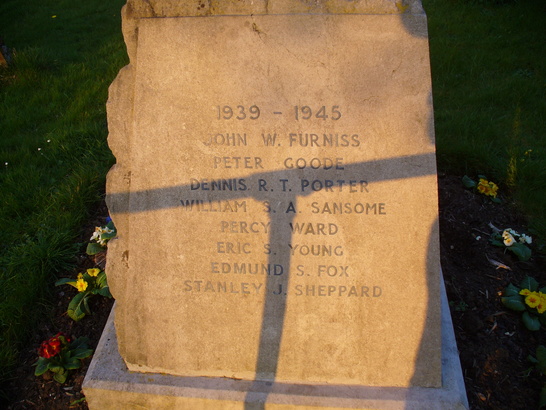 1939 - 1945
JOHN W. FURNISS
PETER GOODE
DENNIS. R. T. PORTER
WILLIAM S. A. SANSOME
PERCY WARD
ERIC S. YOUNG
EDMUND S. FOX
STANLEY J. SHEPPARD